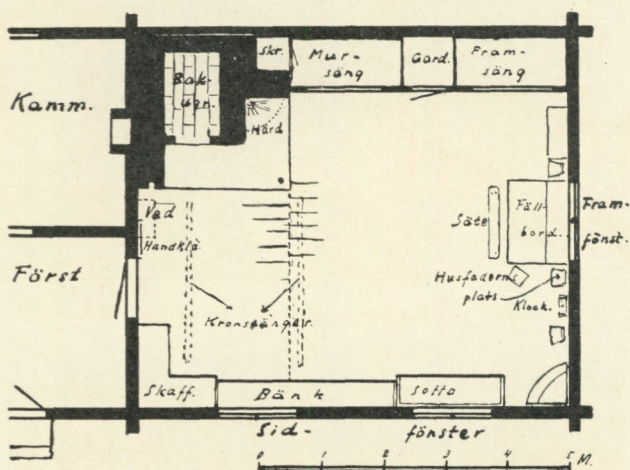 Skr.
Mur-
säng
Gard.
Fram-
säng
Bak-
ugn.
Kamm.
Härd
Ved
Handklä.
Säte
Fäll-
bord.
Fram-
fönst.
Husfaderns
plats
Klock.
Först
Kronstänger.
Skaff.
Bänk
Soffa
Sid-
fönster
0 1 2 3 4 5 M.